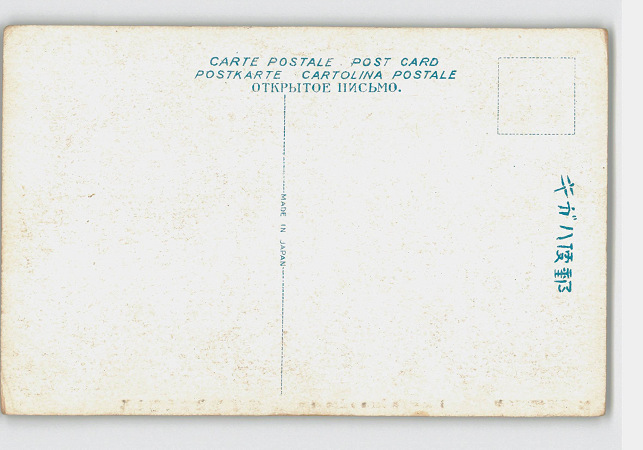 CARTE POSTALE · POST CARD
POSTKARTE · CARTOLINA POSTALE
ОТКРЫТОЕ ПИСЬМО.
MADE IN JAPAN
キガハ便郵